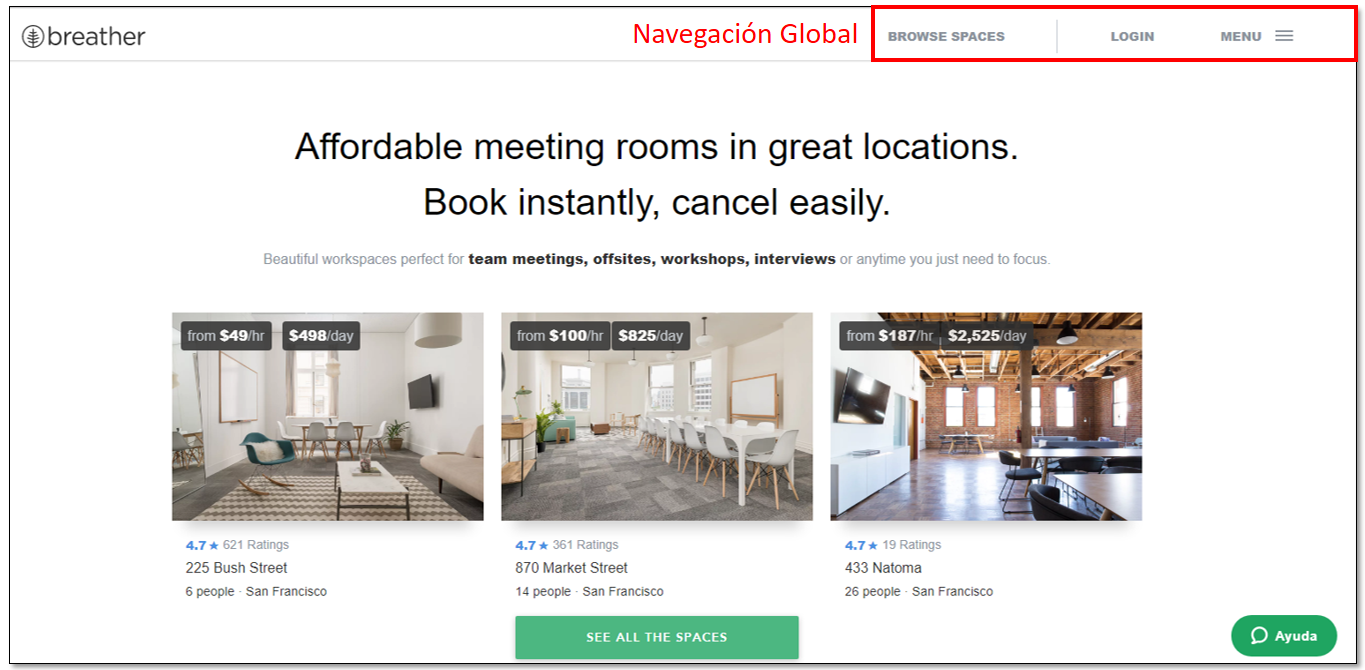 breather
Navegación Global
BROWSE SPACES
LOGIN
MENU
Affordable meeting rooms in great locations.
Book instantly, cancel easily.
Beautiful workspaces perfect for team meetings, offsites, workshops, interviews or anytime you just need to focus.
from $49/hr $498/day
from $100/hr $825/day
from $187/hr $2,525/day
4.7★ 621 Ratings
225 Bush Street
6 people · San Francisco
4.7★ 361 Ratings
870 Market Street
14 people · San Francisco
4.7★ 19 Ratings
433 Natoma
26 people · San Francisco
SEE ALL THE SPACES
Ayuda